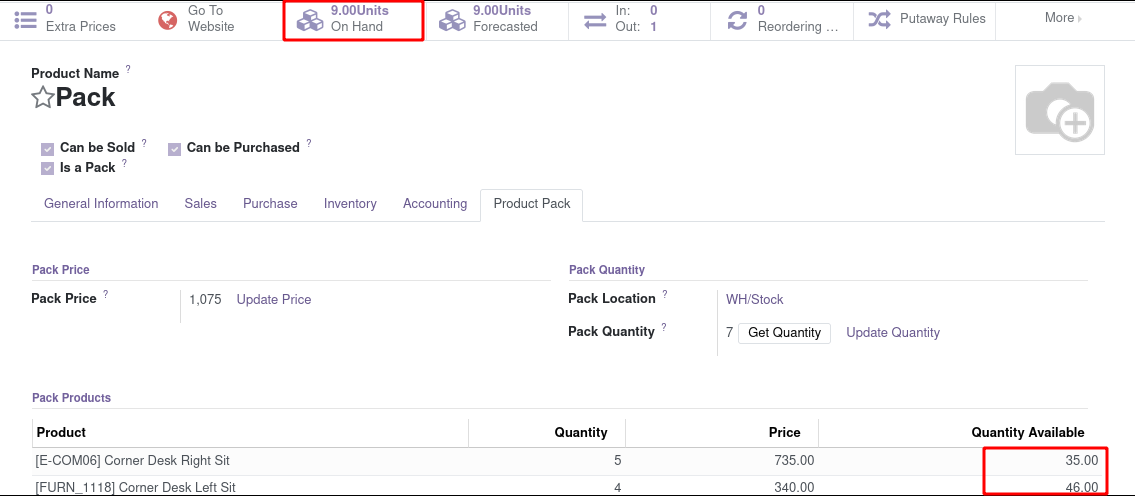 0
Extra Prices
Go To
Website
9.00Units
On Hand
9.00Units
Forecasted
In: 0
Out: 1
0
Reordering ...
Putaway Rules
More
Product Name ?
Pack
Can be Sold ? Can be Purchased ?
Is a Pack ?
General Information Sales Purchase Inventory Accounting Product Pack
Pack Price
Pack Price ? 1,075 Update Price
Pack Quantity
Pack Location ? WH/Stock
Pack Quantity ? 7 Get Quantity Update Quantity
Pack Products
Product Quantity Price Quantity Available
[E-COM06] Corner Desk Right Sit 5 735.00 35.00
[FURN_1118] Corner Desk Left Sit 4 340.00 46.00